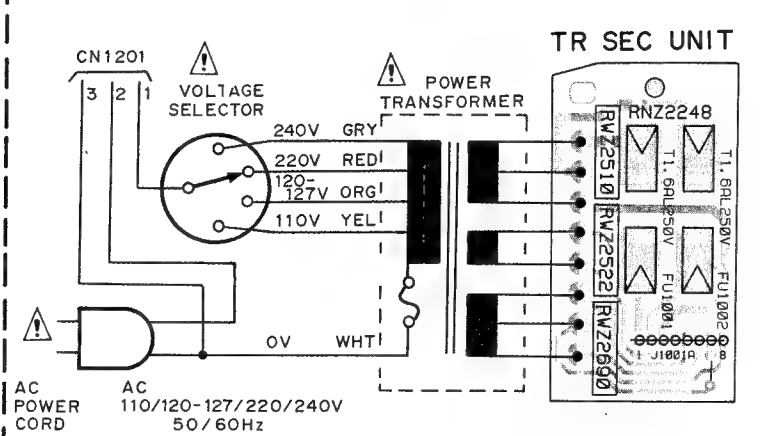 CN1201
3 2 1
VOLTAGE
SELECTOR
POWER
TRANSFORMER
TR SEC UNIT
240V GRY
220V RED
120-
127V ORG
110V YEL
0V WHT
AC
POWER
CORD
AC
110/120-127/220/240V
50/60Hz
RNZ2248
RWZ2510
RWZ2522
RWZ2690
T1.6AL250V FU1001
T1.6AL250V FU1002
1 J1001A 8